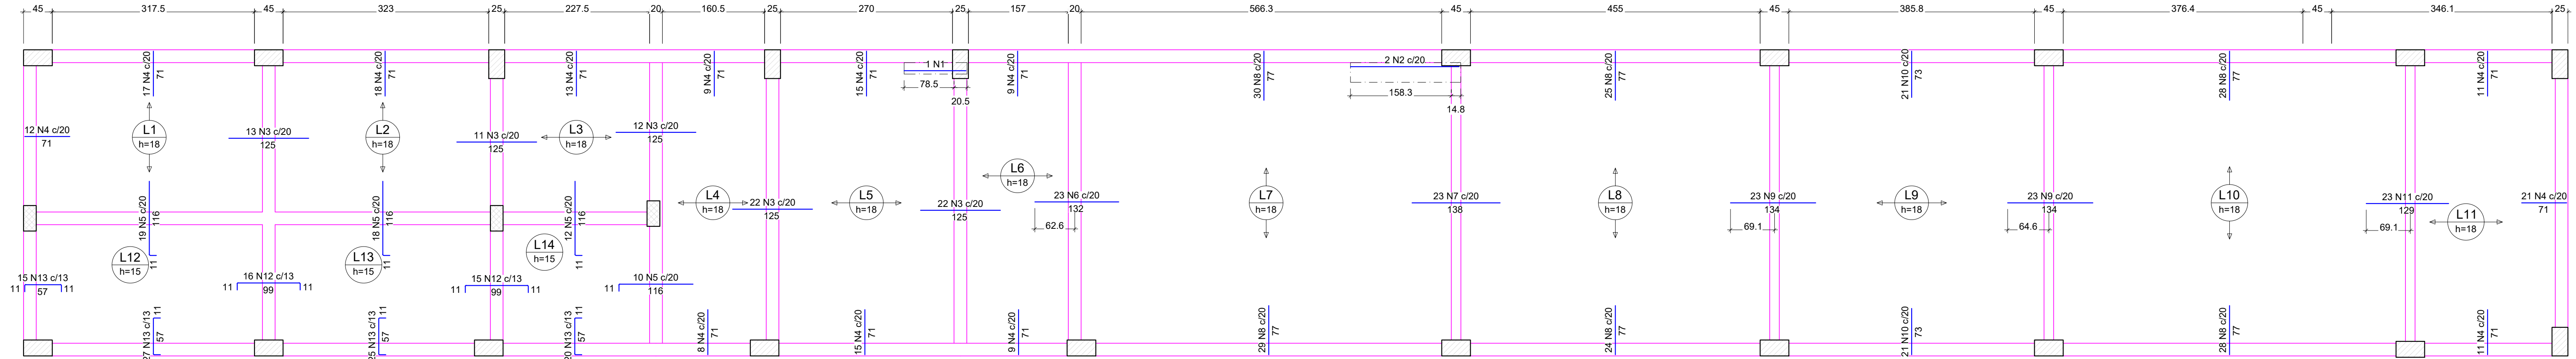 45 317.5 45 323 25 227.5 20 160.5 25 270 25 157 20 566.3 45 455 45 385.8 45 376.4 45 346.1 25
17 N4 c/20
71
18 N4 c/20
71
13 N4 c/20
71
9 N4 c/20
71
15 N4 c/20
71
1 N1
78.5
20.5
9 N4 c/20
71
30 N8 c/20
77
2 N2 c/20
158.3
14.8
25 N8 c/20
77
21 N10 c/20
73
28 N8 c/20
77
11 N4 c/20
71
12 N4 c/20
71
L1
h=18
13 N3 c/20
125
L2
h=18
11 N3 c/20
125
L3
h=18
12 N3 c/20
125
L4
h=18
22 N3 c/20
125
L5
h=18
22 N3 c/20
125
L6
h=18
23 N6 c/20
132
62.6
L7
h=18
23 N7 c/20
138
L8
h=18
23 N9 c/20
134
69.1
L9
h=18
23 N9 c/20
134
64.6
L10
h=18
23 N11 c/20
129
69.1
L11
h=18
21 N4 c/20
71
19 N5 c/20
116
11
18 N5 c/20
116
11
12 N5 c/20
116
11
L12
h=15
L13
h=15
L14
h=15
15 N13 c/13
11 57 11
16 N12 c/13
11 99 11
15 N12 c/13
11 99 11
10 N5 c/20
11 116
27 N13 c/13
57
11
25 N13 c/13
57
11
20 N13 c/13
57
11
8 N4 c/20
71
15 N4 c/20
71
9 N4 c/20
71
29 N8 c/20
77
24 N8 c/20
77
21 N10 c/20
73
28 N8 c/20
77
11 N4 c/20
71